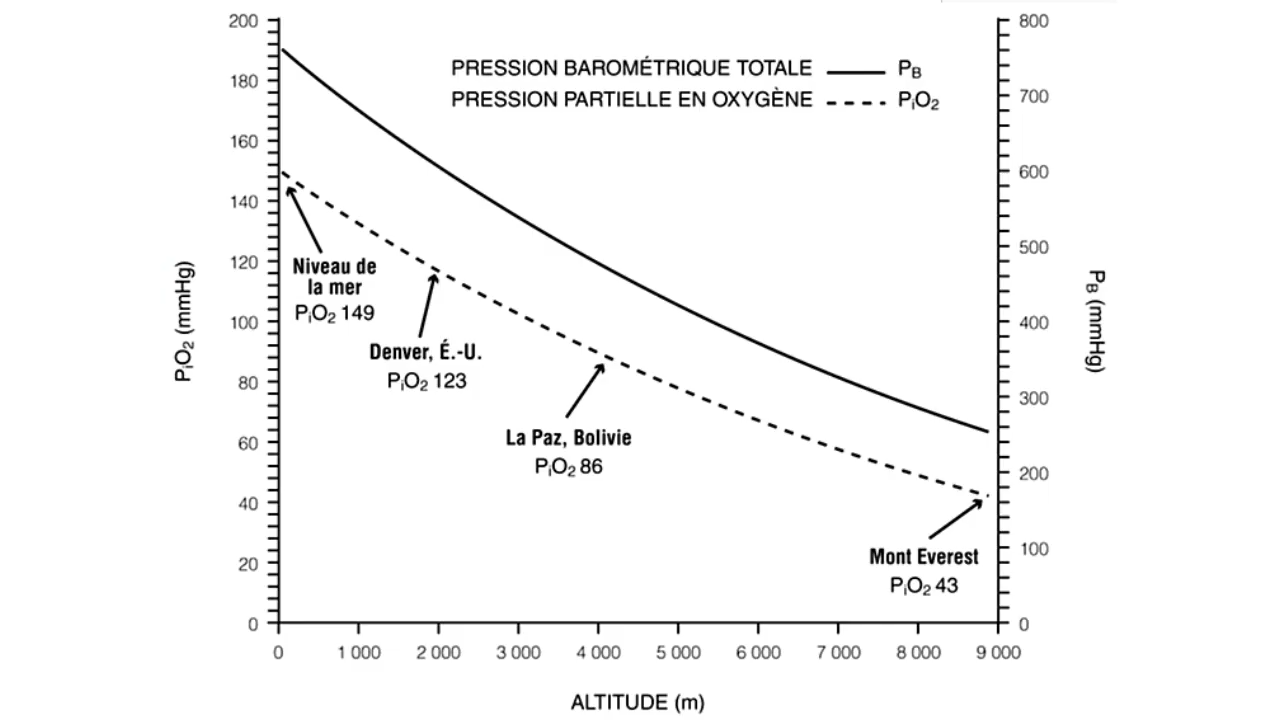 PRESSION BAROMÉTRIQUE TOTALE P_B
PRESSION PARTIELLE EN OXYGÈNE PᵢO₂
200
180
160
140
120
100
80
60
40
20
0
PᵢO₂ (mmHg)
800
700
600
500
400
300
200
100
0
P_B (mmHg)
Niveau de
la mer
PᵢO₂ 149
Denver, É.-U.
PᵢO₂ 123
La Paz, Bolivie
PᵢO₂ 86
Mont Everest
PᵢO₂ 43
0 1 000 2 000 3 000 4 000 5 000 6 000 7 000 8 000 9 000
ALTITUDE (m)